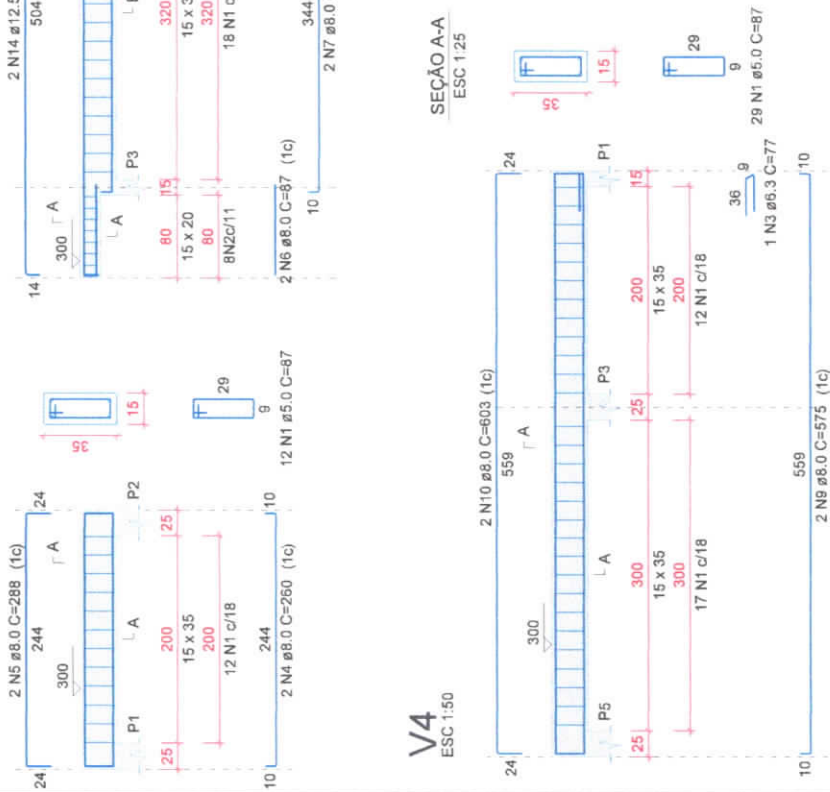 2 N14 ø12.5
504
14
300
A
A
P3
80
15
320
15 x 20
15 x 3
80
320
8N2c/11
18 N1 c
2 N6 ø8.0 C=87 (1c)
344
10
2 N7 ø8.0
2 N5 ø8.0 C=288 (1c)
24
244
24
300
A
A
P1
P2
25
200
25
15 x 35
200
12 N1 c/18
244
10
10
2 N4 ø8.0 C=260 (1c)
35
15
29
9
12 N1 ø5.0 C=87
V4
ESC 1:50
2 N10 ø8.0 C=603 (1c)
24
559
24
300
A
A
P5
P3
P1
25
300
25
200
15
15 x 35
15 x 35
300
200
17 N1 c/18
12 N1 c/18
36
9
1 N3 ø6.3 C=77
10
559
10
2 N9 ø8.0 C=575 (1c)
SEÇÃO A-A
ESC 1:25
35
15
29
9
29 N1 ø5.0 C=87